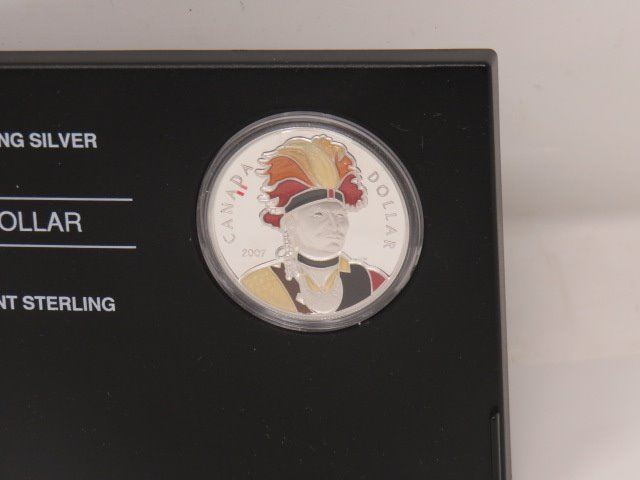 NG SILVER
OLLAR
NT STERLING
CANADA
DOLLAR
2007